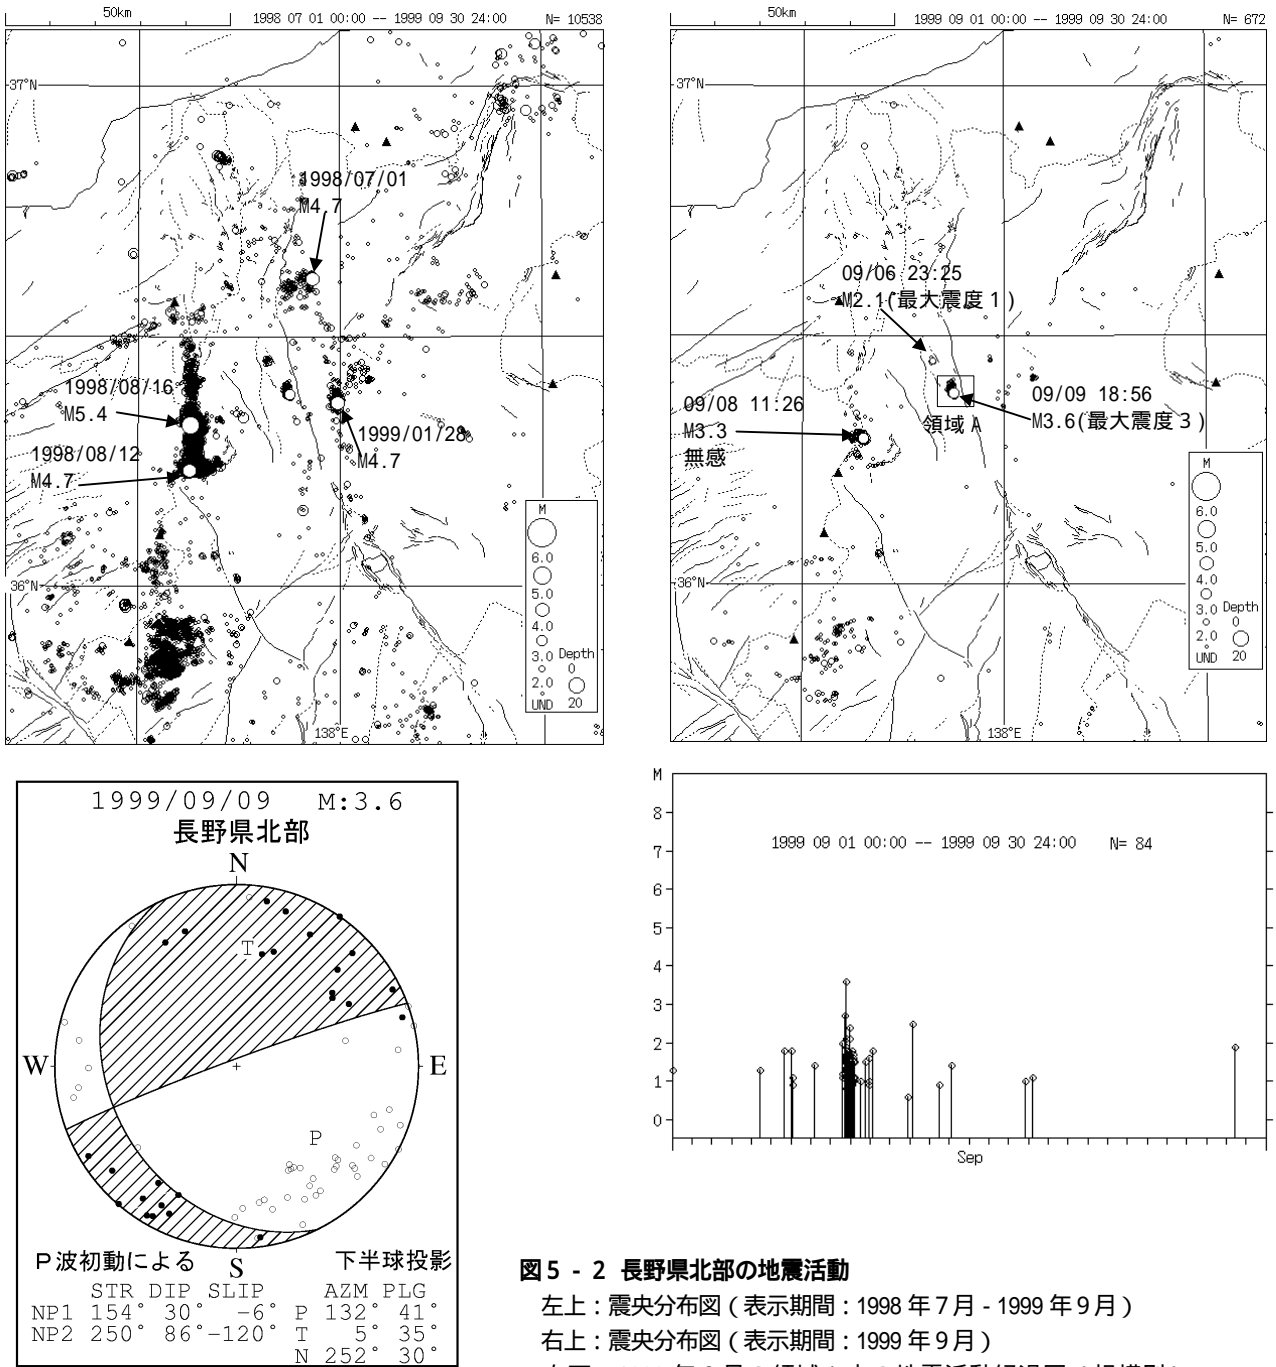 50km
1998 07 01 00:00 -- 1999 09 30 24:00 N= 10538
37°N
1998/07/01
M4.7
1998/08/16
M5.4
1998/08/12
M4.7
1999/01/28
M4.7
36°N
138°E
M
6.0
5.0
4.0
3.0
2.0
UND
Depth
0
20
50km
1999 09 01 00:00 -- 1999 09 30 24:00 N= 672
37°N
09/06 23:25
M2.1(最大震度1)
09/08 11:26
M3.3
無感
領域A
09/09 18:56
M3.6(最大震度3)
36°N
138°E
M
6.0
5.0
4.0
3.0
2.0
UND
Depth
0
20
1999/09/09 M:3.6
長野県北部
N
T
W
E
P
S
P波初動による 下半球投影
STR DIP SLIP AZM PLG
NP1 154° 30° -6° P 132° 41°
NP2 250° 86° -120° T 5° 35°
N 252° 30°
M
8
7
6
5
4
3
2
1
0
1999 09 01 00:00 -- 1999 09 30 24:00 N= 84
Sep
図5-2 長野県北部の地震活動
左上:震央分布図(表示期間:1998年7月-1999年9月)
右上:震央分布図(表示期間:1999年9月)